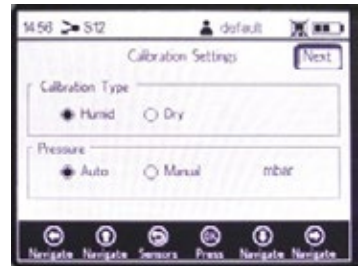 14:56 S12 default
Calibration Settings Next
Calibration Type
Humid Dry
Pressure
Auto Manual mbar
Navigate Navigate Sensors Press Navigate Navigate